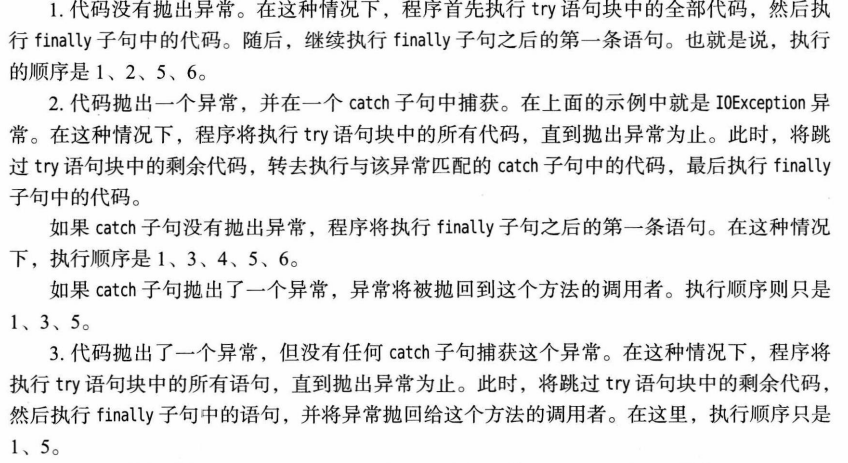 1. 代码没有抛出异常。在这种情况下，程序首先执行 try 语句块中的全部代码，然后执
行 finally 子句中的代码。随后，继续执行 finally 子句之后的第一条语句。也就是说，执行
的顺序是 1、2、5、6。
2. 代码抛出一个异常，并在一个 catch 子句中捕获。在上面的示例中就是 IOException 异
常。在这种情况下，程序将执行 try 语句块中的所有代码，直到抛出异常为止。此时，将跳
过 try 语句块中的剩余代码，转去执行与该异常匹配的 catch 子句中的代码，最后执行 finally
子句中的代码。
如果 catch 子句没有抛出异常，程序将执行 finally 子句之后的第一条语句。在这种情况
下，执行顺序是 1、3、4、5、6。
如果 catch 子句抛出了一个异常，异常将被抛回到这个方法的调用者。执行顺序则只是
1、3、5。
3. 代码抛出了一个异常，但没有任何 catch 子句捕获这个异常。在这种情况下，程序将
执行 try 语句块中的所有语句，直到抛出异常为止。此时，将跳过 try 语句块中的剩余代码，
然后执行 finally 子句中的语句，并将异常抛回给这个方法的调用者。在这里，执行顺序只是
1、5。